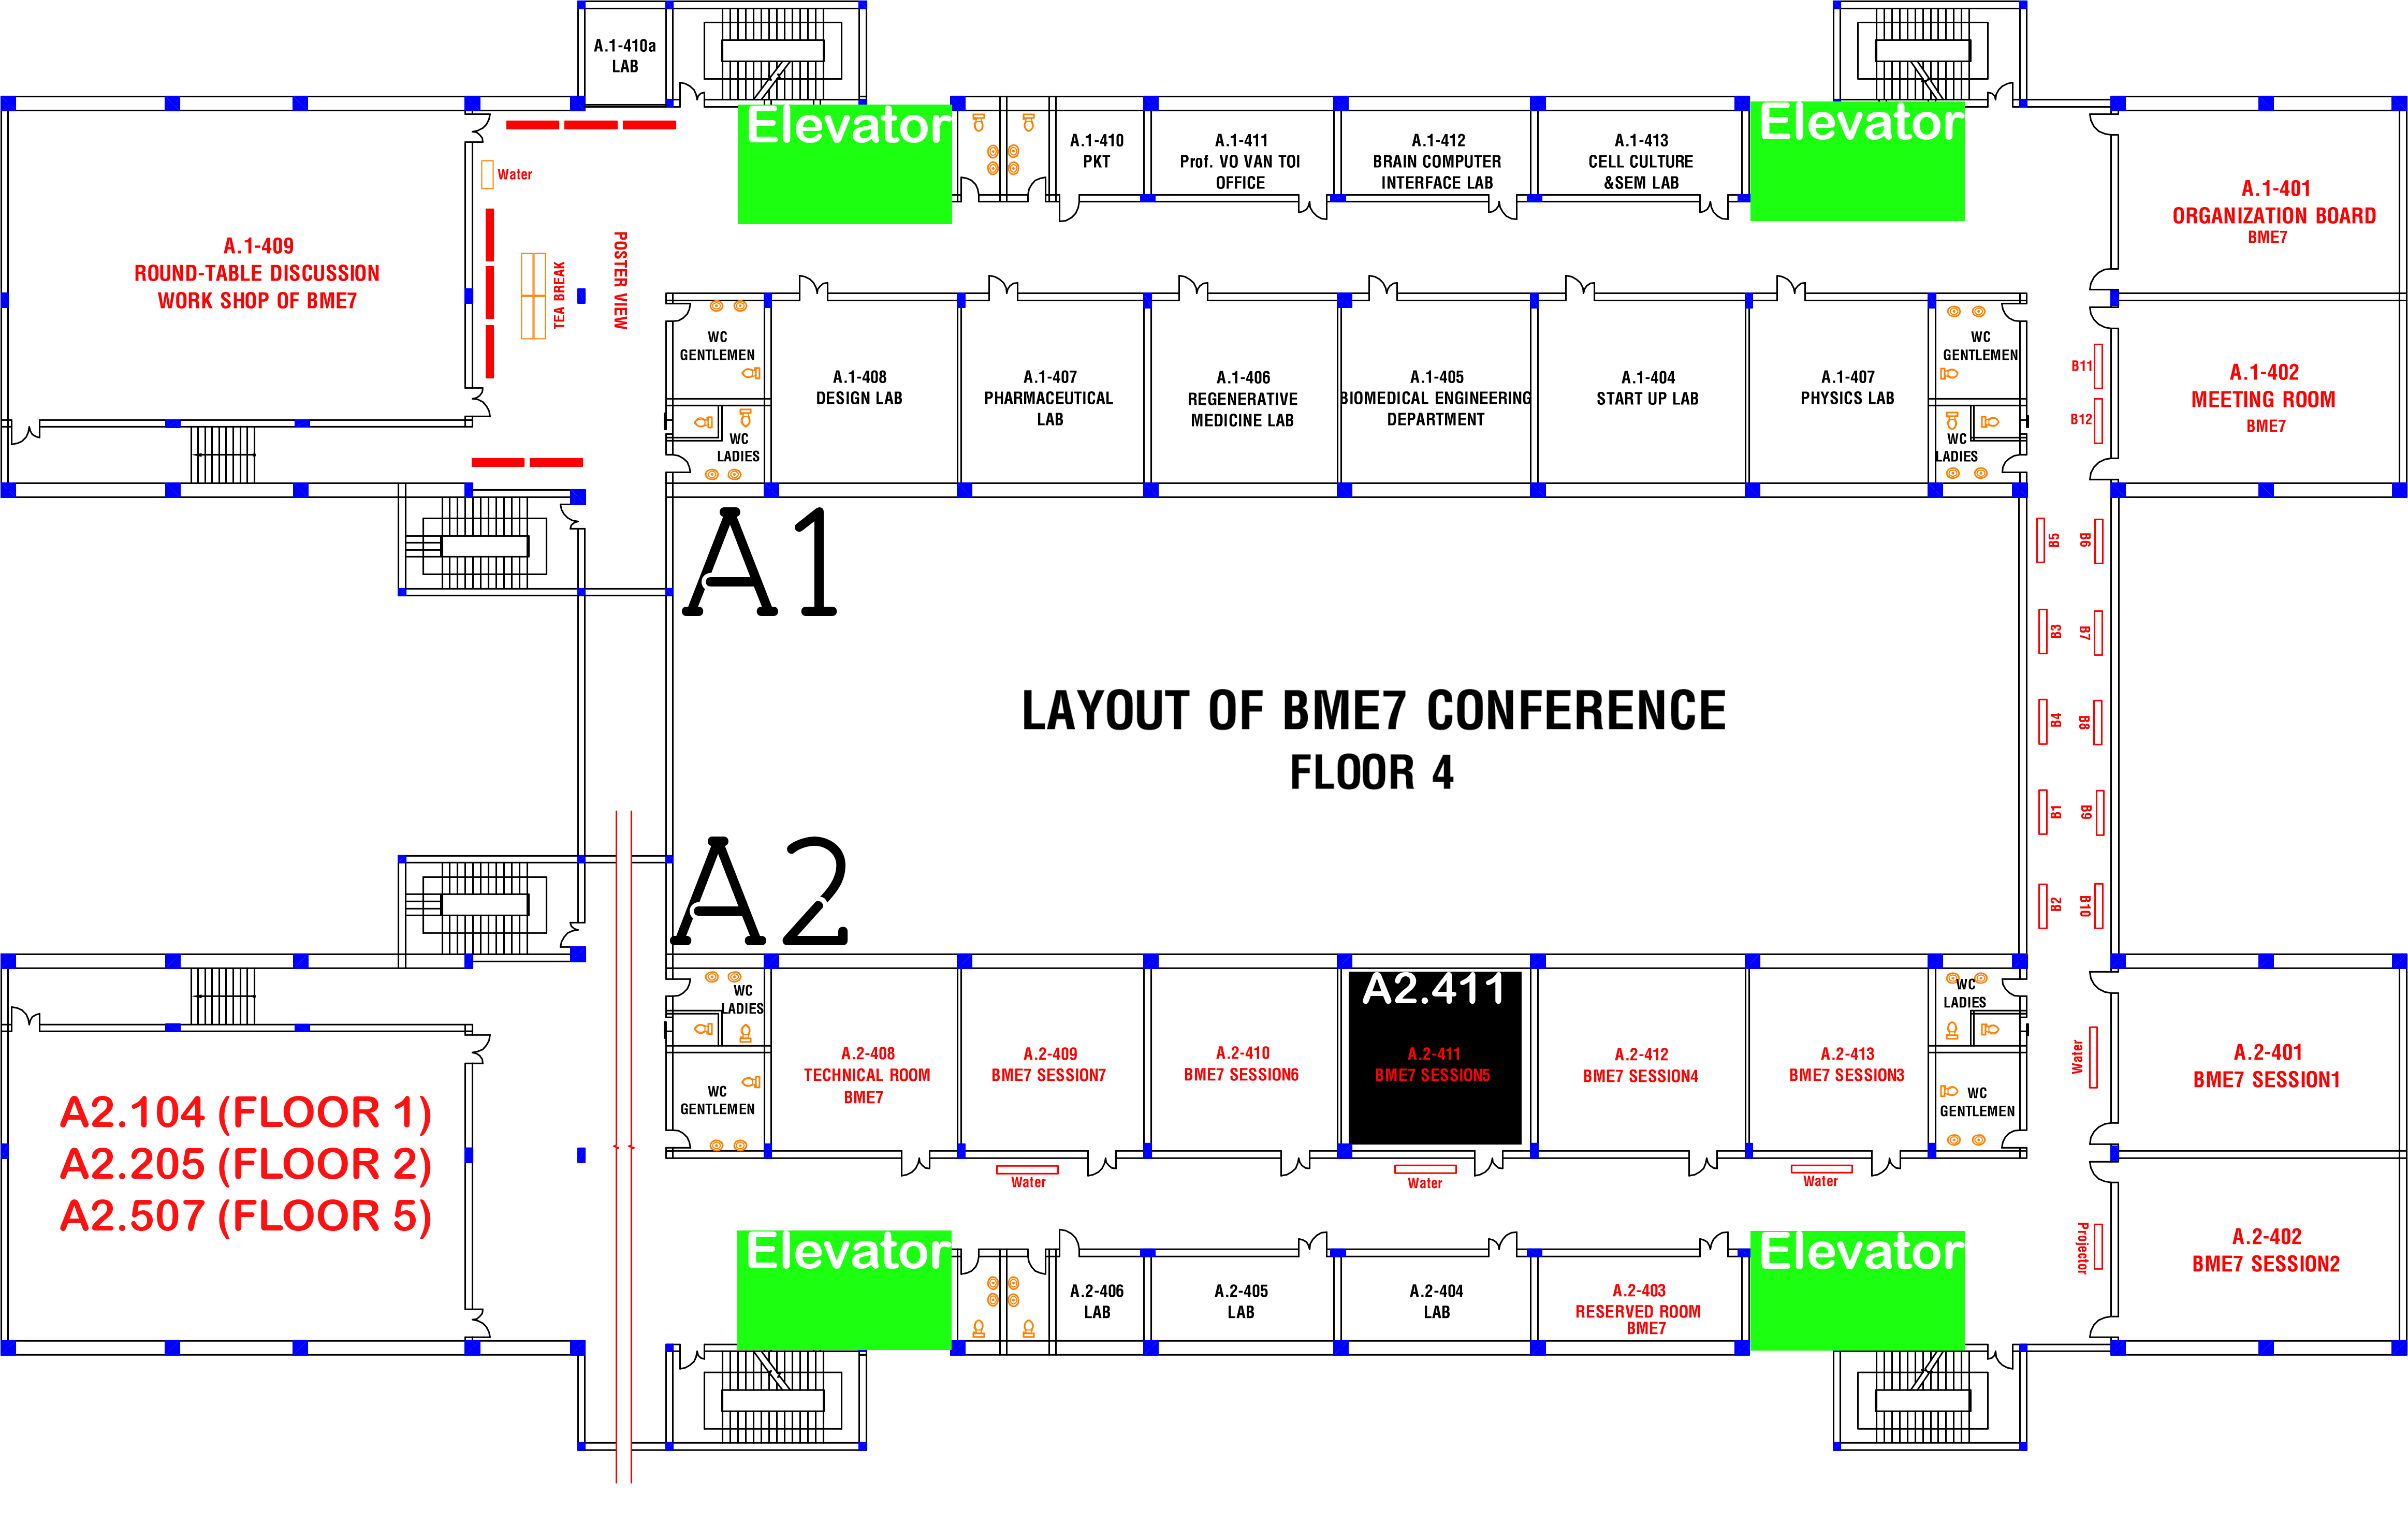 A.1-410a
LAB
Elevator
A.1-410
PKT
A.1-411
Prof. VO VAN TOI
OFFICE
A.1-412
BRAIN COMPUTER
INTERFACE LAB
A.1-413
CELL CULTURE
&SEM LAB
Elevator
A.1-401
ORGANIZATION BOARD
BME7
A.1-409
ROUND-TABLE DISCUSSION
WORK SHOP OF BME7
Water
TEA BREAK
POSTER VIEW
WC
GENTLEMEN
WC
LADIES
A.1-408
DESIGN LAB
A.1-407
PHARMACEUTICAL
LAB
A.1-406
REGENERATIVE
MEDICINE LAB
A.1-405
BIOMEDICAL ENGINEERING
DEPARTMENT
A.1-404
START UP LAB
A.1-407
PHYSICS LAB
WC
GENTLEMEN
WC
LADIES
B11
B12
A.1-402
MEETING ROOM
BME7
A1
B5
B6
B3
B7
LAYOUT OF BME7 CONFERENCE
FLOOR 4
B4
B8
B1
B9
A2
B2
B10
WC
LADIES
WC
GENTLEMEN
A.2-408
TECHNICAL ROOM
BME7
A.2-409
BME7 SESSION7
A.2-410
BME7 SESSION6
A2.411
A.2-411
BME7 SESSION5
A.2-412
BME7 SESSION4
A.2-413
BME7 SESSION3
WC
LADIES
WC
GENTLEMEN
Water
A.2-401
BME7 SESSION1
A2.104 (FLOOR 1)
A2.205 (FLOOR 2)
A2.507 (FLOOR 5)
Water
Water
Water
Elevator
A.2-406
LAB
A.2-405
LAB
A.2-404
LAB
A.2-403
RESERVED ROOM
BME7
Elevator
Projector
A.2-402
BME7 SESSION2